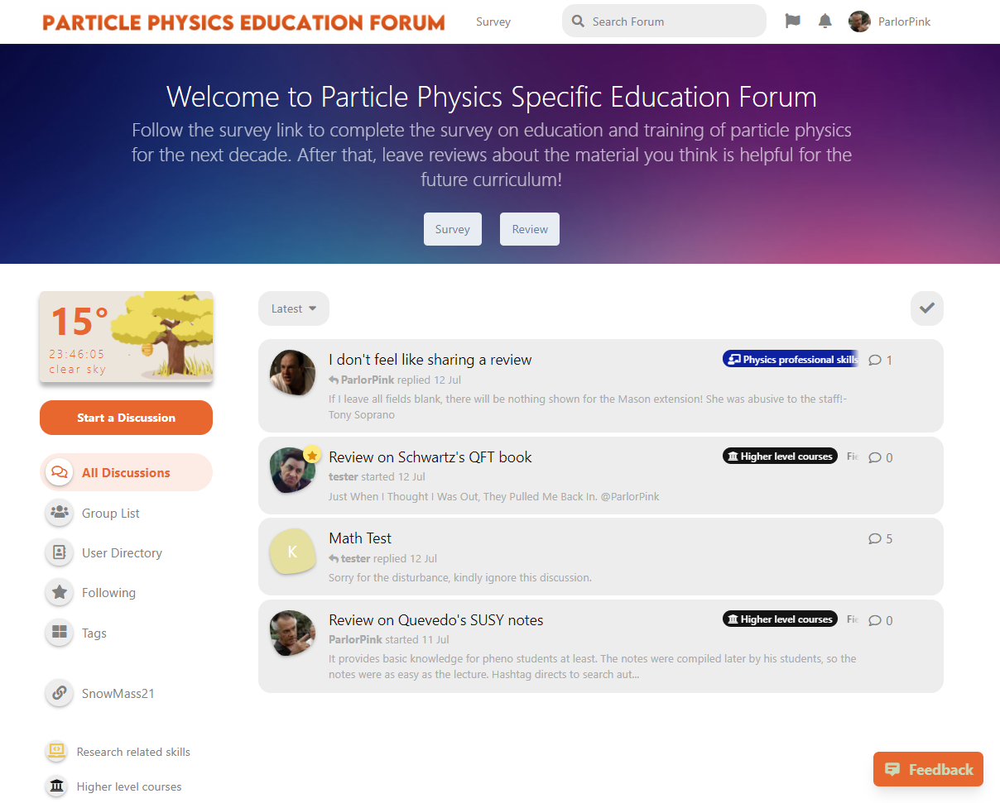 PARTICLE PHYSICS EDUCATION FORUM
Survey
Search Forum
ParlorPink
Welcome to Particle Physics Specific Education Forum
Follow the survey link to complete the survey on education and training of particle physics
for the next decade. After that, leave reviews about the material you think is helpful for the
future curriculum!
Survey
Review
15°
23:46:05
clear sky
Start a Discussion
All Discussions
Group List
User Directory
Following
Tags
SnowMass21
Research related skills
Higher level courses
Latest
I don't feel like sharing a review
Physics professional skills
1
ParlorPink replied 12 Jul
If I leave all fields blank, there will be nothing shown for the Mason extension! She was abusive to the staff!-
Tony Soprano
Review on Schwartz's QFT book
Higher level courses
0
tester started 12 Jul
Just When I Thought I Was Out, They Pulled Me Back In. @ParlorPink
K
Math Test
5
tester replied 12 Jul
Sorry for the disturbance, kindly ignore this discussion.
Review on Quevedo's SUSY notes
Higher level courses
0
ParlorPink started 11 Jul
It provides basic knowledge for pheno students at least. The notes were compiled later by his students, so the
notes were as easy as the lecture. Hashtag directs to search aut...
Feedback